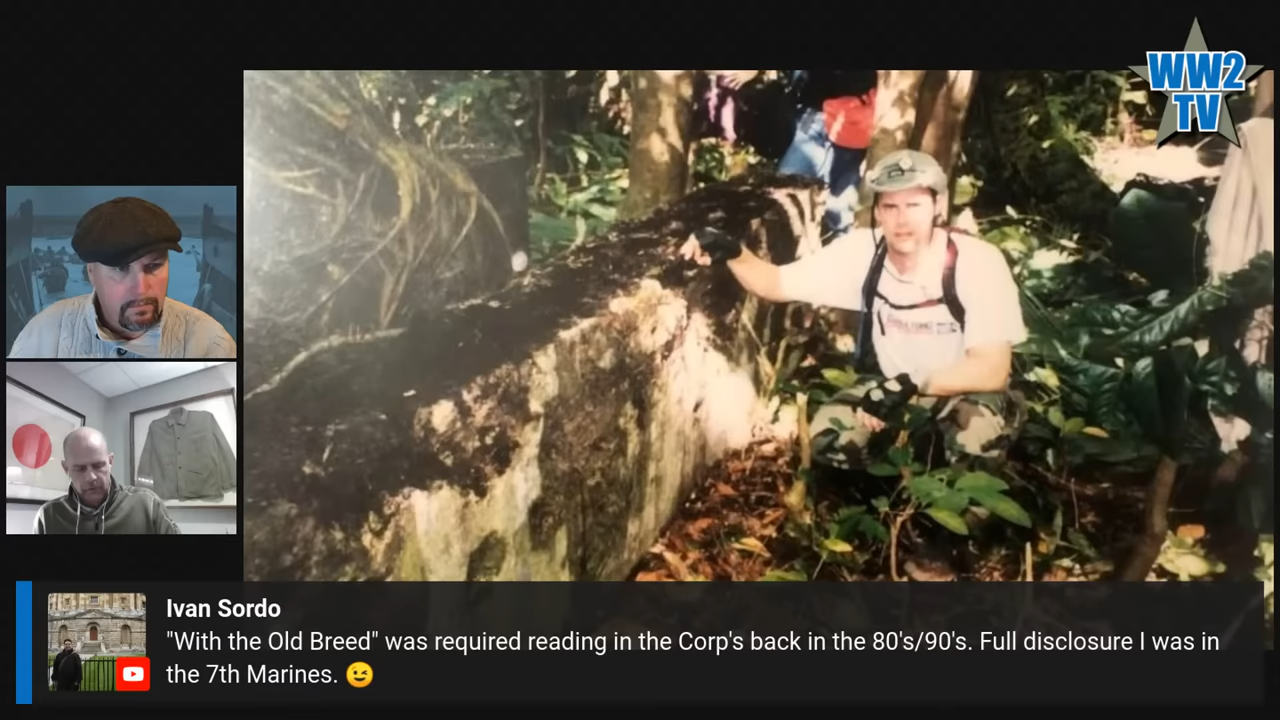 WW2
TV
Ivan Sordo
"With the Old Breed" was required reading in the Corp's back in the 80's/90's. Full disclosure I was in
the 7th Marines. 😉